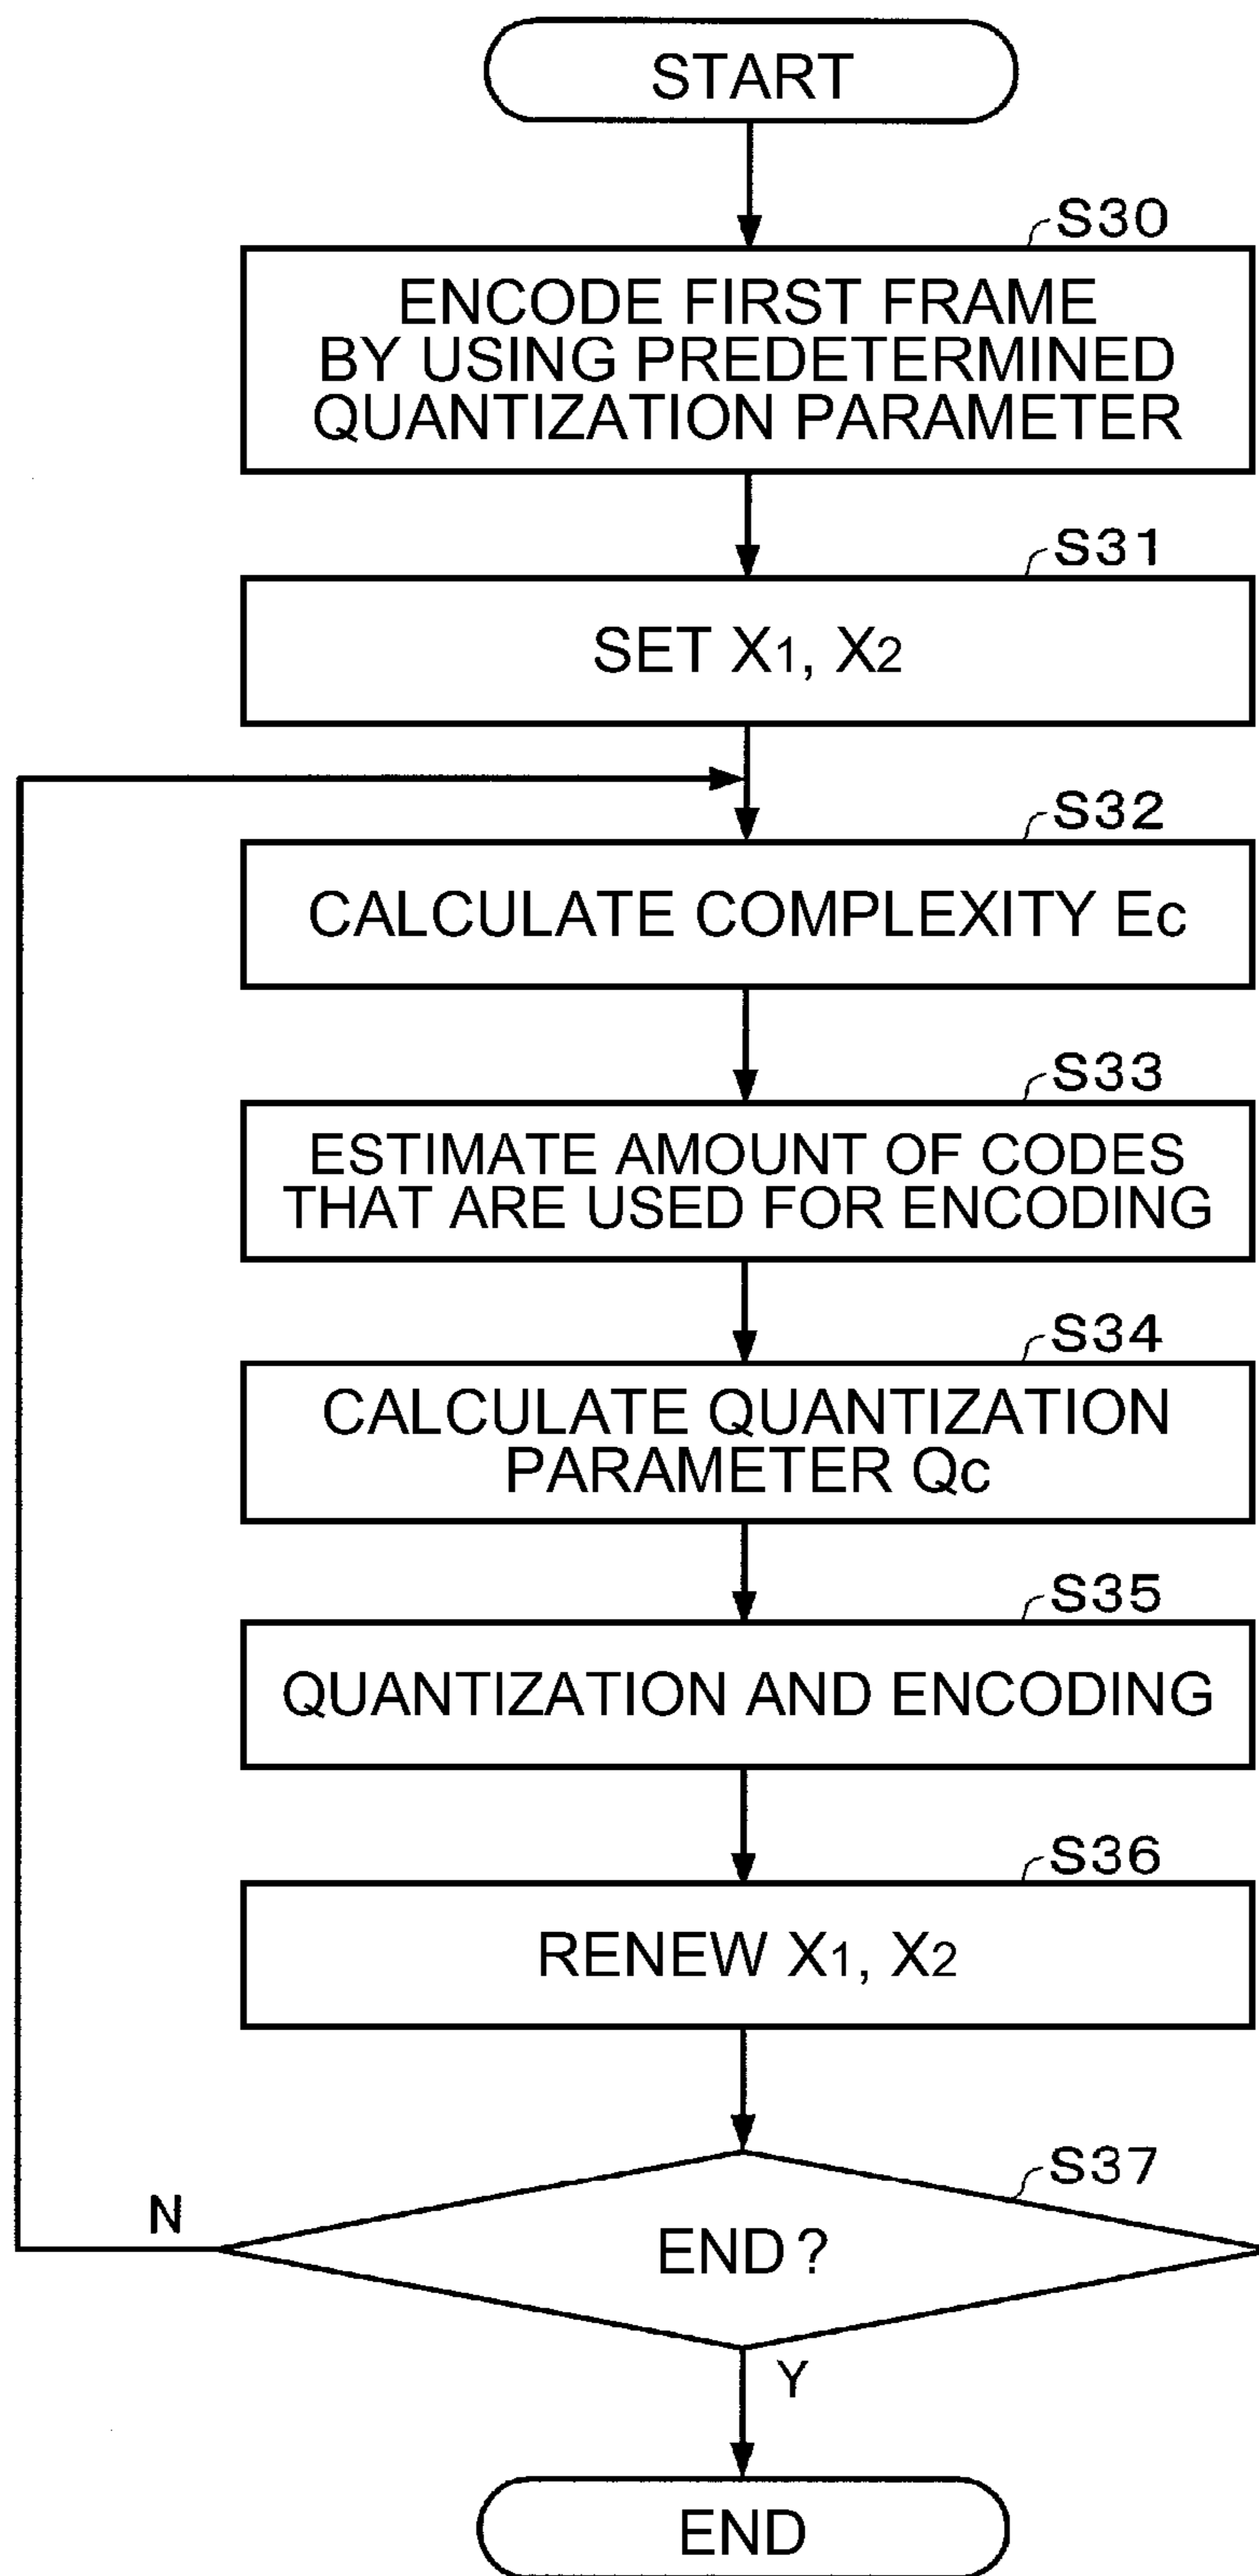 START
S30
ENCODE FIRST FRAME
BY USING PREDETERMINED
QUANTIZATION PARAMETER
S31
SET X1, X2
S32
CALCULATE COMPLEXITY Ec
S33
ESTIMATE AMOUNT OF CODES
THAT ARE USED FOR ENCODING
S34
CALCULATE QUANTIZATION
PARAMETER Qc
S35
QUANTIZATION AND ENCODING
S36
RENEW X1, X2
S37
N
END ?
Y
END